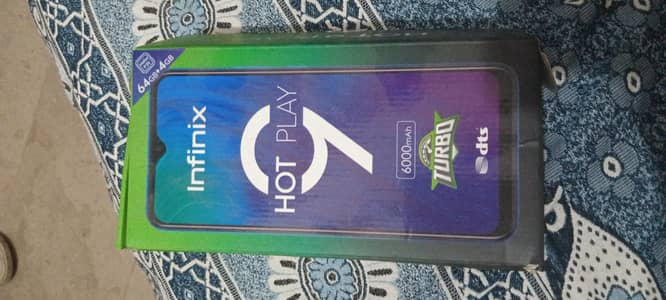 64GB+4GB
Infinix
HOT PLAY
9
6000mAh
TURBO
dts